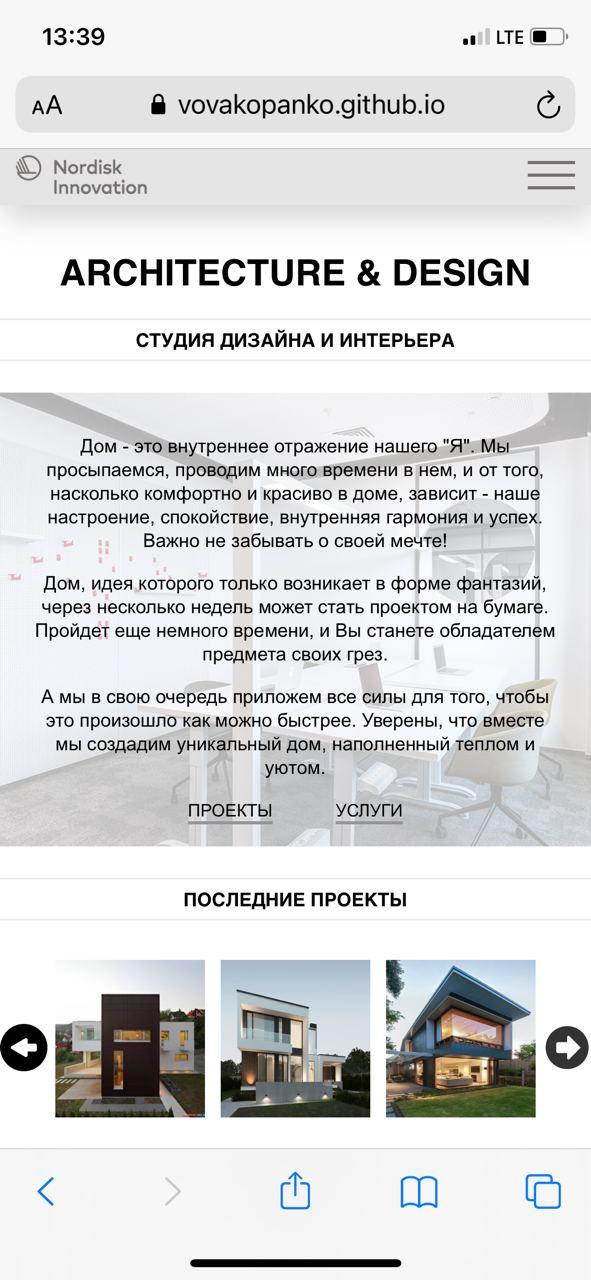 13:39
LTE
AA
vovakopanko.github.io
Nordisk
Innovation
ARCHITECTURE & DESIGN
СТУДИЯ ДИЗАЙНА И ИНТЕРЬЕРА
Дом - это внутреннее отражение нашего "Я". Мы
просыпаемся, проводим много времени в нем, и от того,
насколько комфортно и красиво в доме, зависит - наше
настроение, спокойствие, внутренняя гармония и успех.
Важно не забывать о своей мечте!
Дом, идея которого только возникает в форме фантазий,
через несколько недель может стать проектом на бумаге.
Пройдет еще немного времени, и Вы станете обладателем
предмета своих грез.
А мы в свою очередь приложем все силы для того, чтобы
это произошло как можно быстрее. Уверены, что вместе
мы создадим уникальный дом, наполненный теплом и
уютом.
ПРОЕКТЫ УСЛУГИ
ПОСЛЕДНИЕ ПРОЕКТЫ